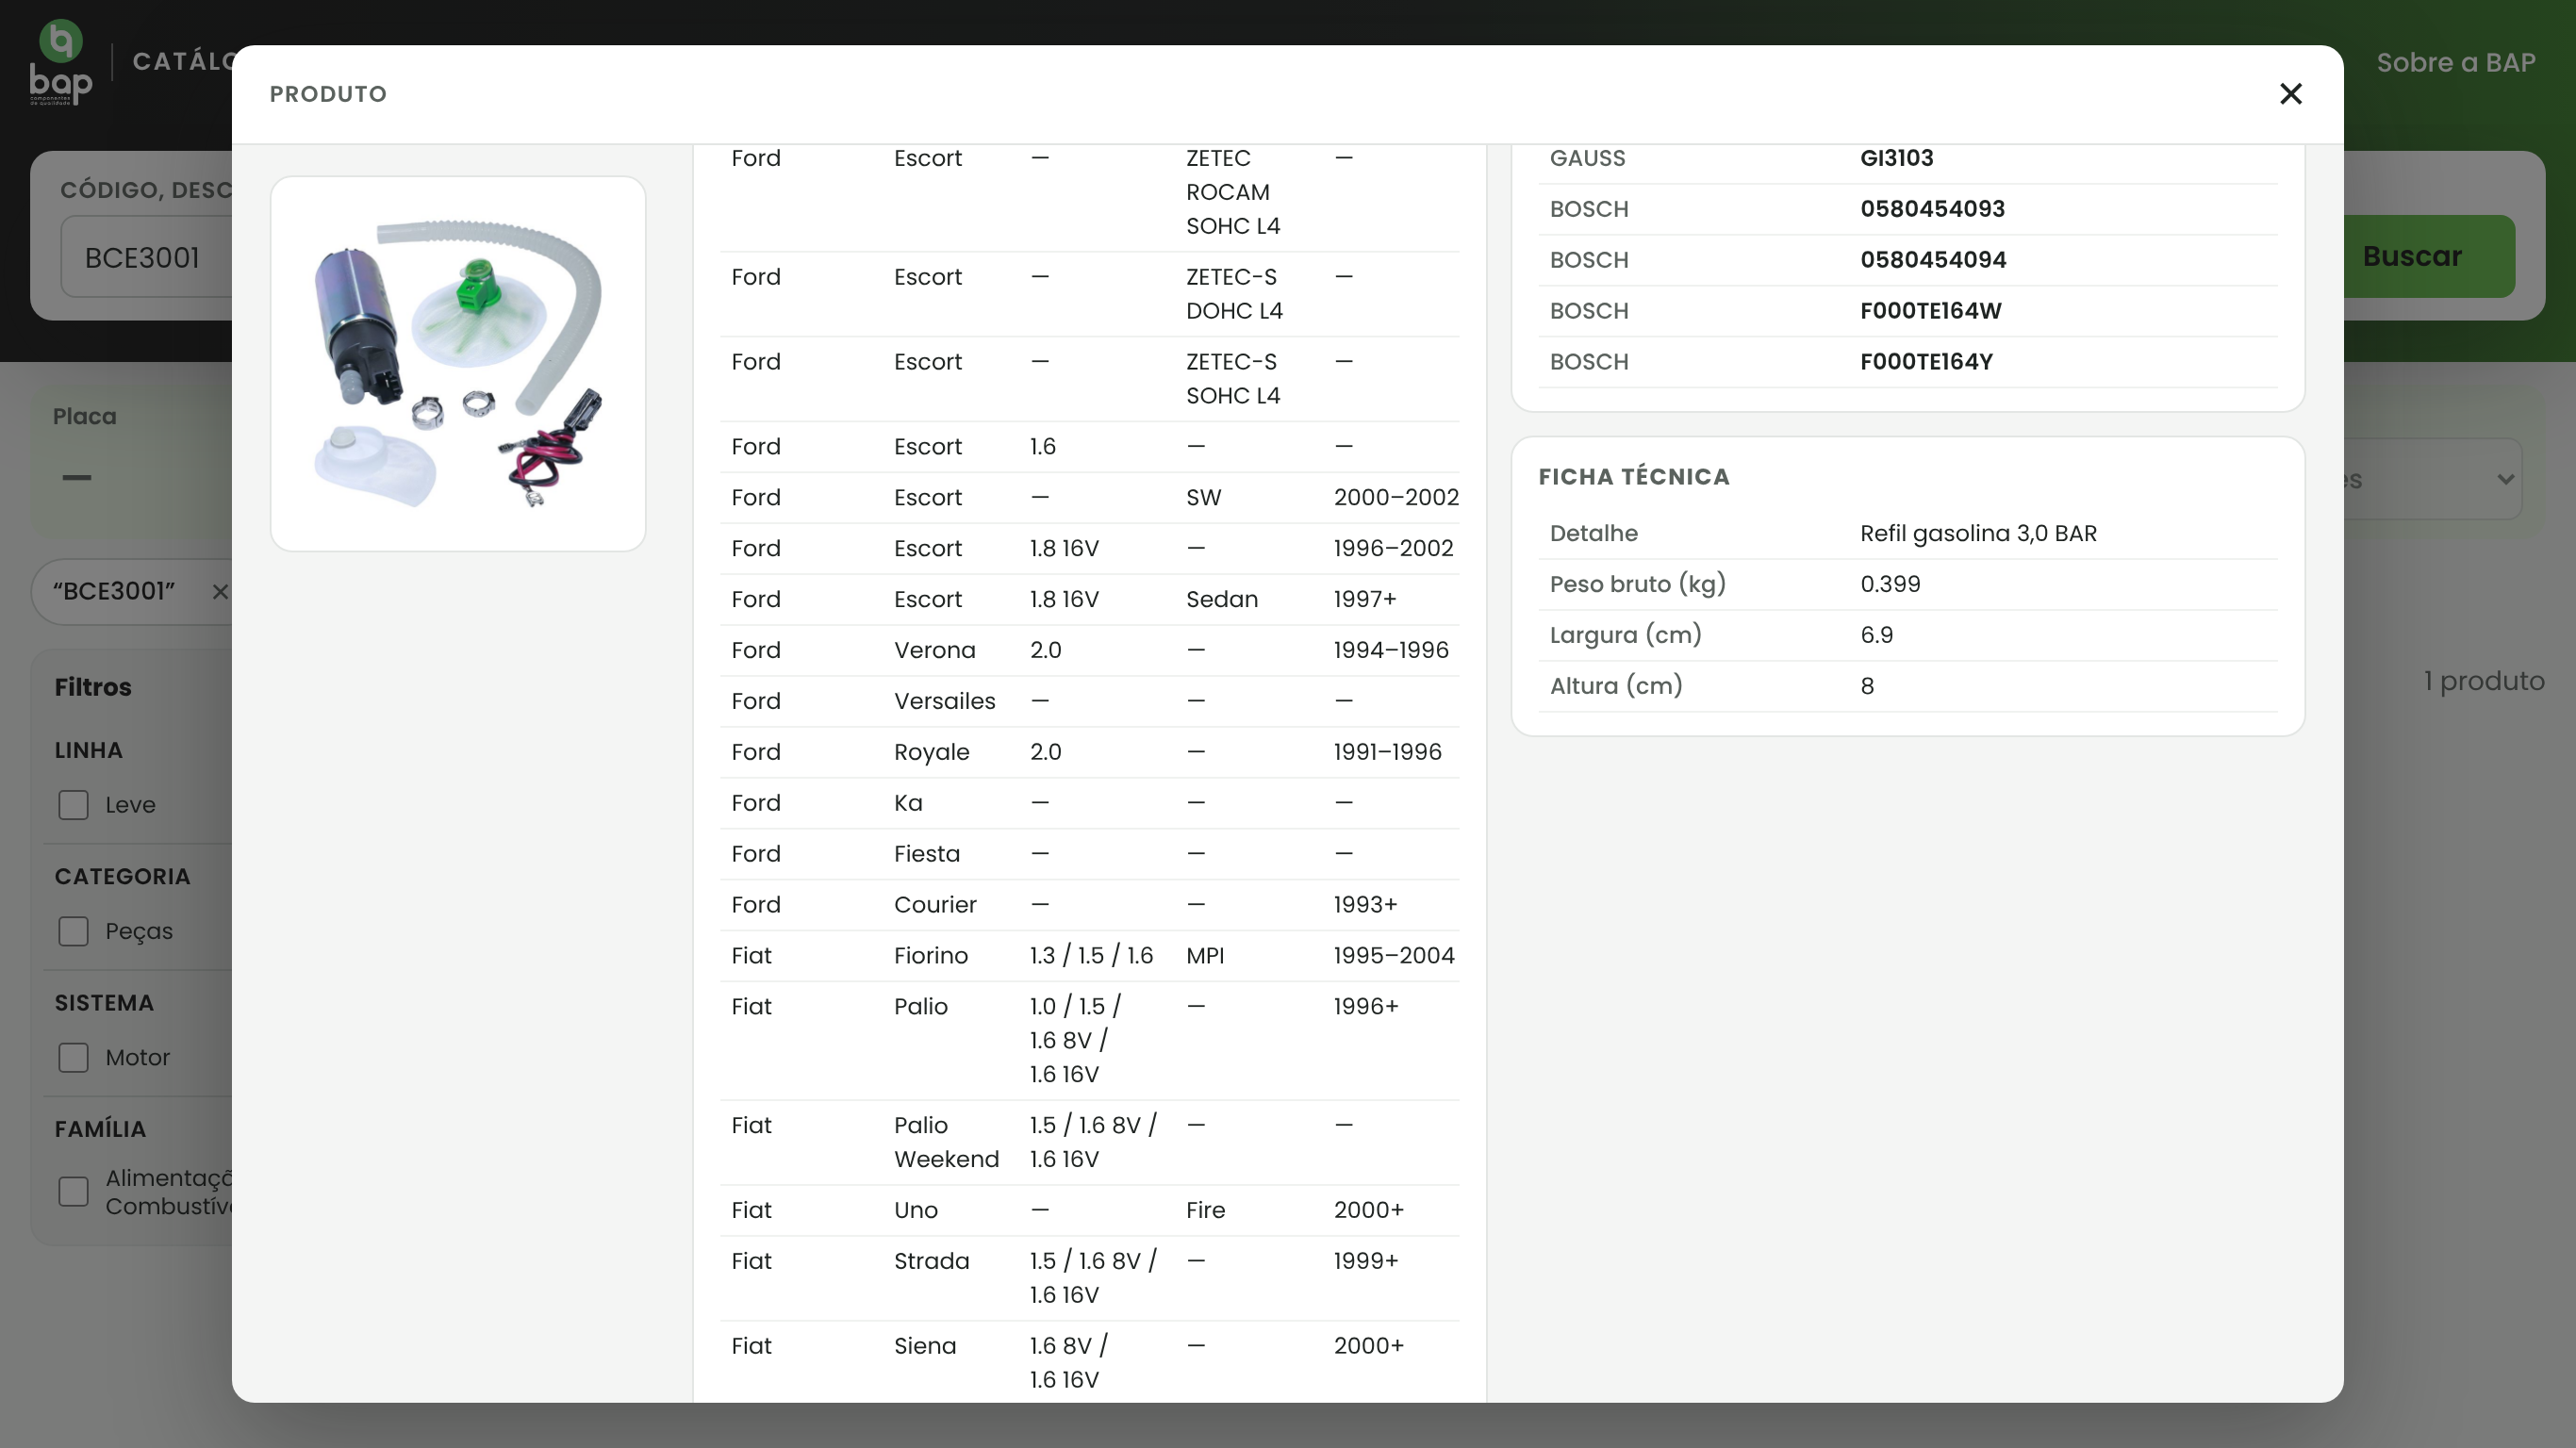 bap
componentes
de qualidade
CATÁLO
Sobre a BAP
PRODUTO
CÓDIGO, DESC
BCE3001
Buscar
Placa
—
es
“BCE3001” ×
1 produto
Filtros
LINHA
Leve
CATEGORIA
Peças
SISTEMA
Motor
FAMÍLIA
Alimentaçã
Combustíve
Ford Escort — ZETEC —
ROCAM
SOHC L4
Ford Escort — ZETEC-S —
DOHC L4
Ford Escort — ZETEC-S —
SOHC L4
Ford Escort 1.6 — —
Ford Escort — SW 2000–2002
Ford Escort 1.8 16V — 1996–2002
Ford Escort 1.8 16V Sedan 1997+
Ford Verona 2.0 — 1994–1996
Ford Versailes — — —
Ford Royale 2.0 — 1991–1996
Ford Ka — — —
Ford Fiesta — — —
Ford Courier — — 1993+
Fiat Fiorino 1.3 / 1.5 / 1.6 MPI 1995–2004
Fiat Palio 1.0 / 1.5 / — 1996+
1.6 8V /
1.6 16V
Fiat Palio 1.5 / 1.6 8V / — —
Weekend 1.6 16V
Fiat Uno — Fire 2000+
Fiat Strada 1.5 / 1.6 8V / — 1999+
1.6 16V
Fiat Siena 1.6 8V / — 2000+
1.6 16V
GAUSS GI3103
BOSCH 0580454093
BOSCH 0580454094
BOSCH F000TE164W
BOSCH F000TE164Y
FICHA TÉCNICA
Detalhe Refil gasolina 3,0 BAR
Peso bruto (kg) 0.399
Largura (cm) 6.9
Altura (cm) 8